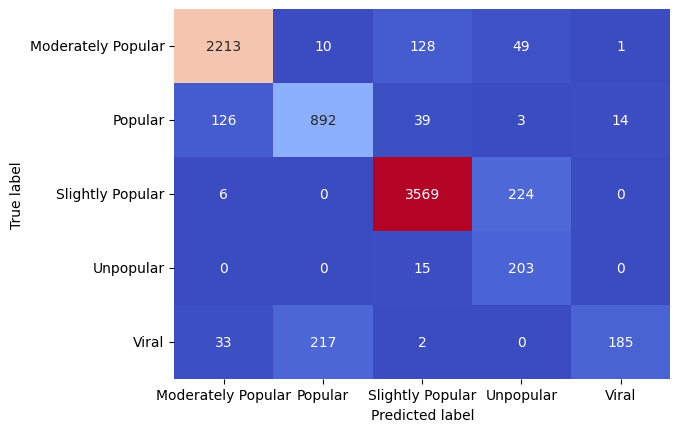 True label
Moderately Popular 2213 10 128 49 1
Popular 126 892 39 3 14
Slightly Popular 6 0 3569 224 0
Unpopular 0 0 15 203 0
Viral 33 217 2 0 185
Moderately Popular Popular Slightly Popular Unpopular Viral
Predicted label